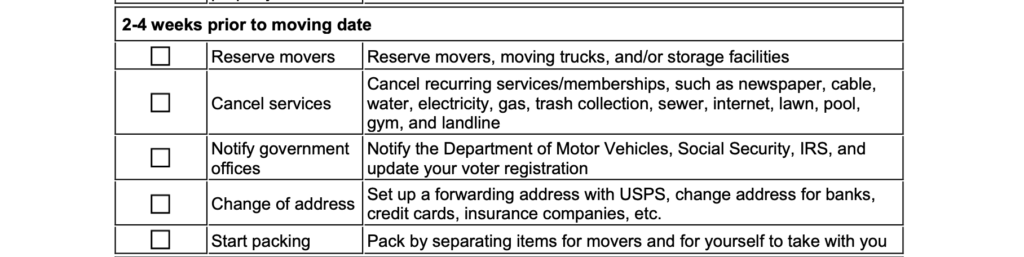 2-4 weeks prior to moving date
Reserve movers Reserve movers, moving trucks, and/or storage facilities
Cancel services Cancel recurring services/memberships, such as newspaper, cable,
water, electricity, gas, trash collection, sewer, internet, lawn, pool,
gym, and landline
Notify government
offices
Notify the Department of Motor Vehicles, Social Security, IRS, and
update your voter registration
Change of address Set up a forwarding address with USPS, change address for banks,
credit cards, insurance companies, etc.
Start packing Pack by separating items for movers and for yourself to take with you